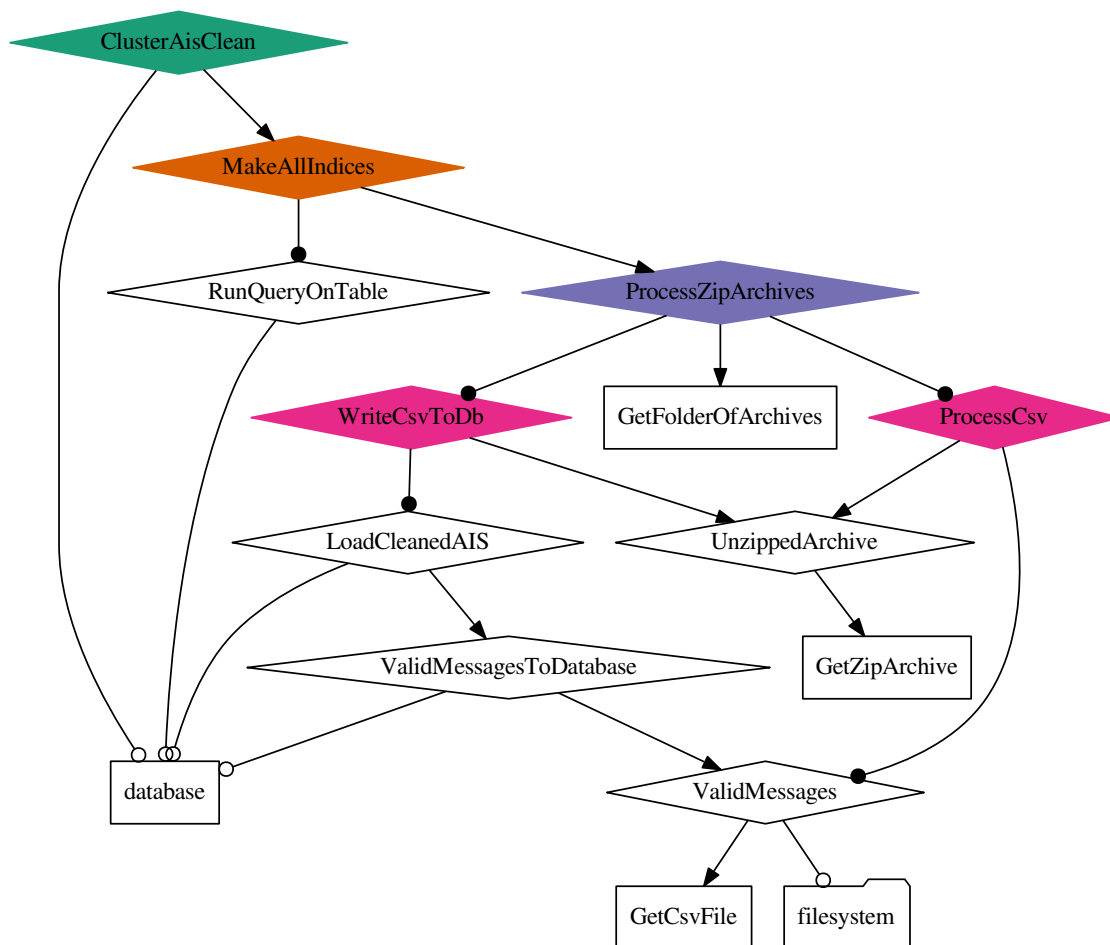 ClusterAisClean
MakeAllIndices
RunQueryOnTable
ProcessZipArchives
WriteCsvToDb
GetFolderOfArchives
ProcessCsv
LoadCleanedAIS
UnzippedArchive
ValidMessagesToDatabase
GetZipArchive
database
ValidMessages
GetCsvFile
filesystem